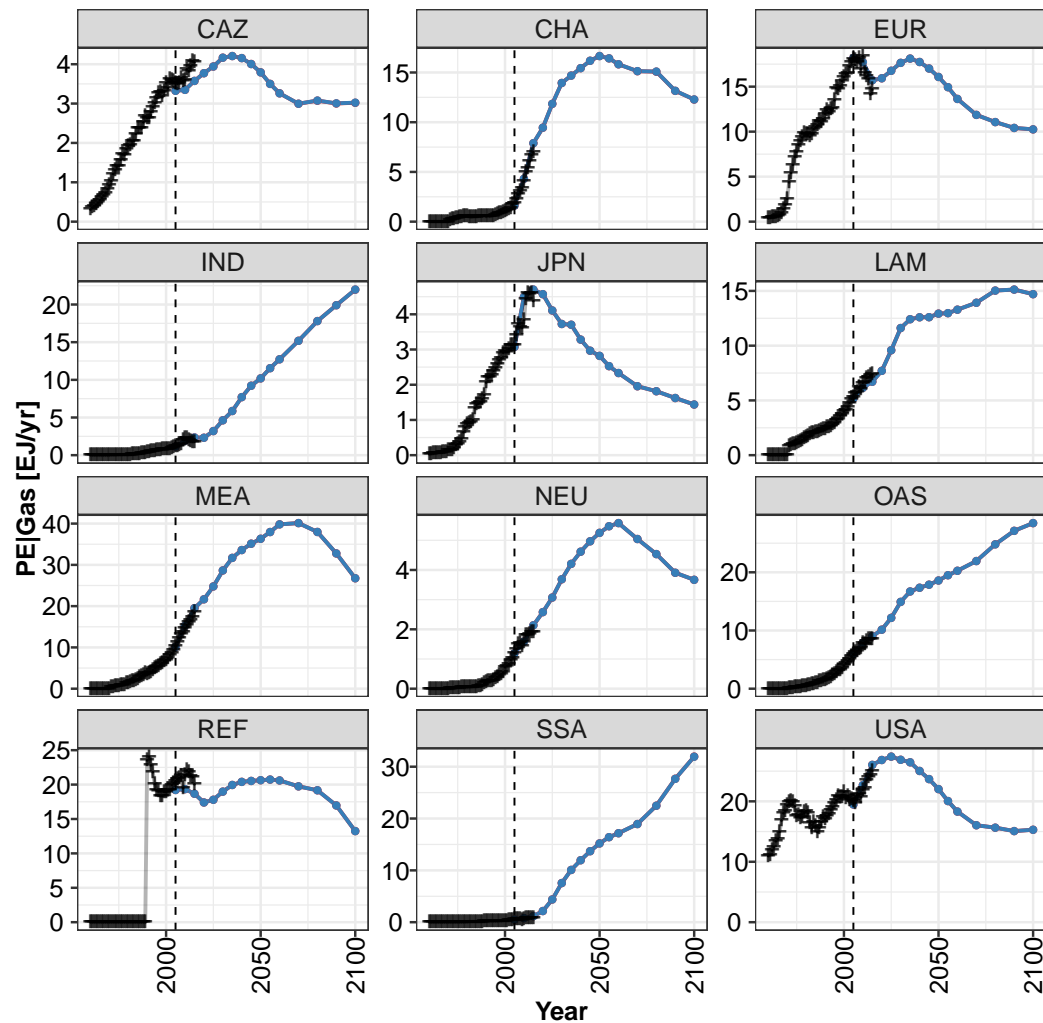 CAZ CHA EUR
4 3 2 1 0
15 10 5 0
15 10 5 0
IND JPN LAM
20 15 10 5 0
4 3 2 1 0
15 10 5 0
MEA NEU OAS
40 30 20 10 0
4 2 0
20 10 0
REF SSA USA
25 20 15 10 5 0
30 20 10 0
20 10 0
2000 2050 2100
2000 2050 2100
2000 2050 2100
Year
PE|Gas [EJ/yr]